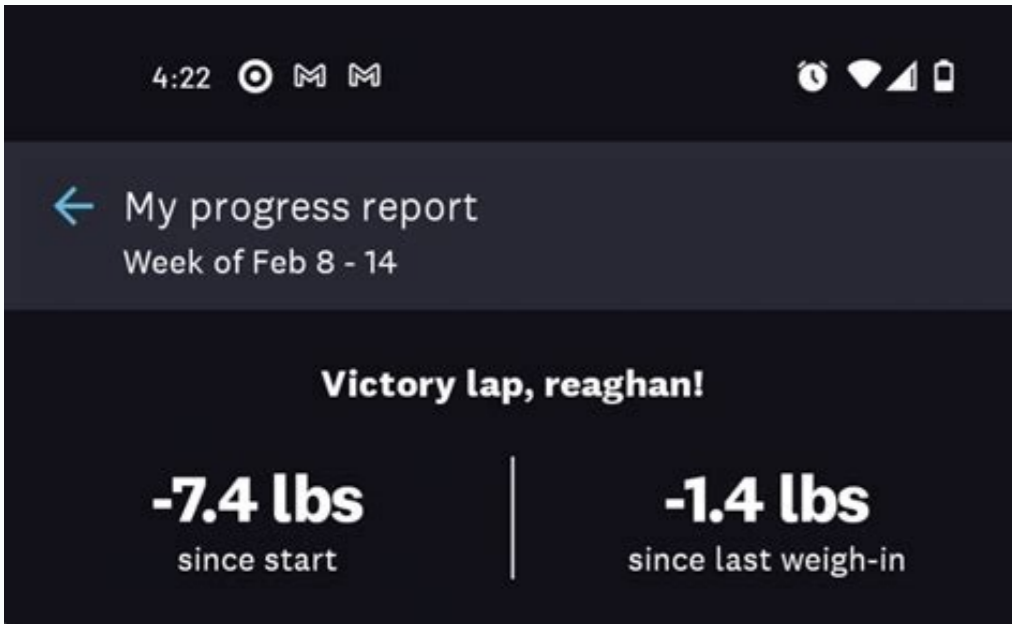 4:22
My progress report
Week of Feb 8 - 14
Victory lap, reaghan!
-7.4 lbs
since start
-1.4 lbs
since last weigh-in